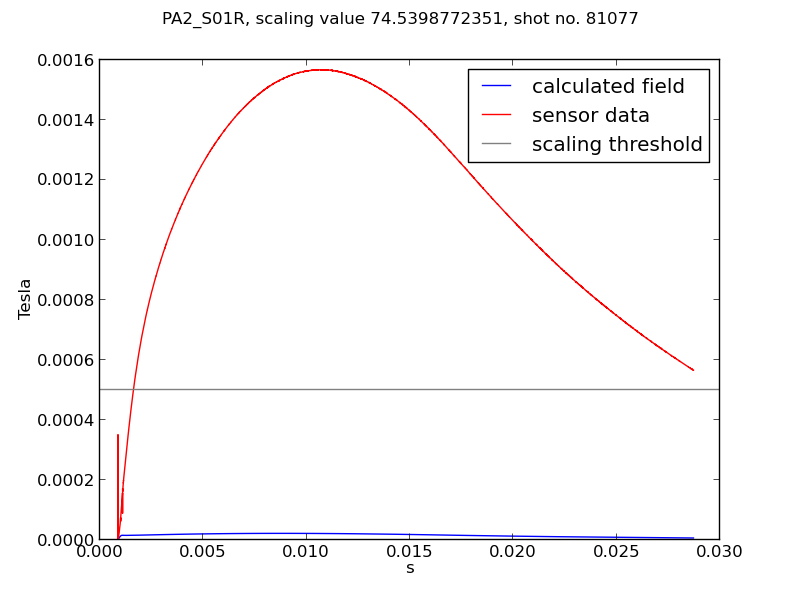 PA2_S01R, scaling value 74.5398772351, shot no. 81077
0.0016
0.0014
0.0012
0.0010
0.0008
0.0006
0.0004
0.0002
0.0000
Tesla
calculated field
sensor data
scaling threshold
0.000
0.005
0.010
0.015
0.020
0.025
0.030
s